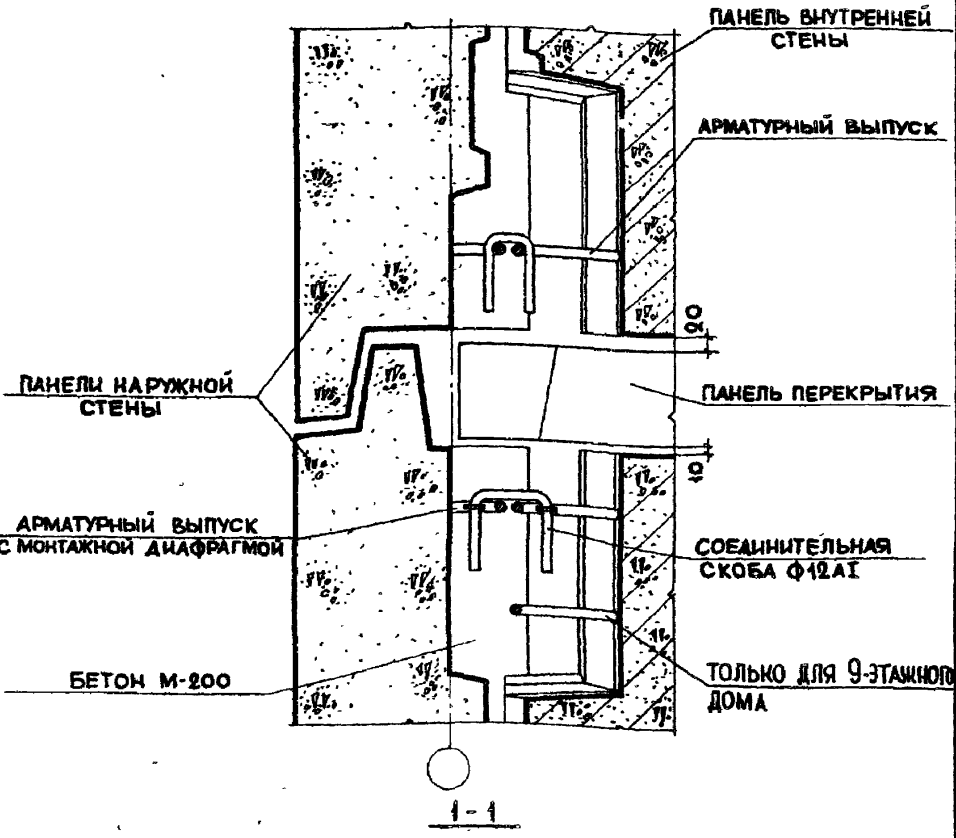 ПАНЕЛЬ ВНУТРЕННЕЙ
СТЕНЫ
АРМАТУРНЫЙ ВЫПУСК
20
ПАНЕЛИ НАРУЖНОЙ
СТЕНЫ
ПАНЕЛЬ ПЕРЕКРЫТИЯ
10
АРМАТУРНЫЙ ВЫПУСК
С МОНТАЖНОЙ ДИАФРАГМОЙ
СОЕДИНИТЕЛЬНАЯ
СКОБА Ф12АІ
БЕТОН М-200
ТОЛЬКО ДЛЯ 9-ЭТАЖНОГО
ДОМА
1-1